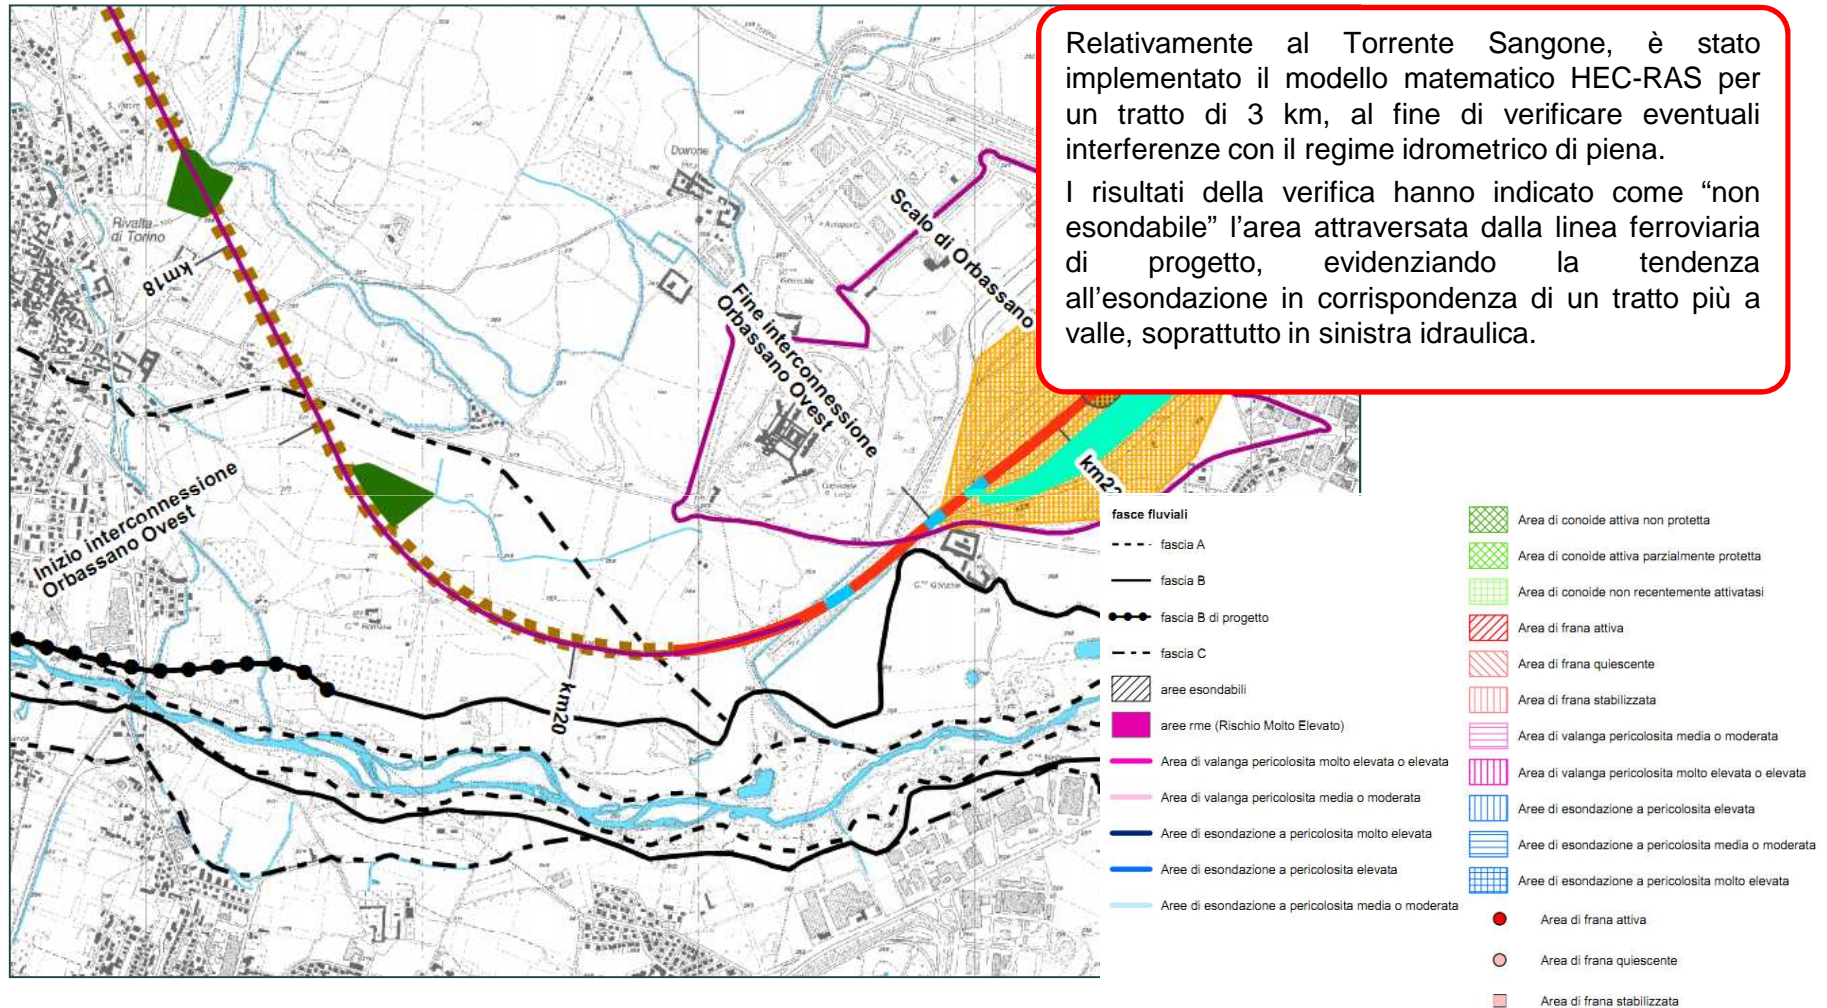 Relativamente al Torrente Sangone, è stato
implementato il modello matematico HEC-RAS per
un tratto di 3 km, al fine di verificare eventuali
interferenze con il regime idrometrico di piena.
I risultati della verifica hanno indicato come “non
esondabile” l’area attraversata dalla linea ferroviaria
di progetto, evidenziando la tendenza
all’esondazione in corrispondenza di un tratto più a
valle, soprattutto in sinistra idraulica.
Doirone
Rivalta
di Torino
km18
Scalo di Orbassano
Fine interconnessione
Orbassano Ovest
Inizio interconnessione
Orbassano Ovest
km20
fasce fluviali
fascia A
fascia B
fascia B di progetto
fascia C
aree esondabili
aree rme (Rischio Molto Elevato)
Area di valanga pericolosita molto elevata o elevata
Area di valanga pericolosita media o moderata
Aree di esondazione a pericolosita molto elevata
Aree di esondazione a pericolosita elevata
Aree di esondazione a pericolosita media o moderata
Area di conoide attiva non protetta
Area di conoide attiva parzialmente protetta
Area di conoide non recentemente attivatasi
Area di frana attiva
Area di frana quiescente
Area di frana stabilizzata
Area di valanga pericolosita media o moderata
Area di valanga pericolosita molto elevata o elevata
Aree di esondazione a pericolosita elevata
Aree di esondazione a pericolosita media o moderata
Aree di esondazione a pericolosita molto elevata
Area di frana attiva
Area di frana quiescente
Area di frana stabilizzata